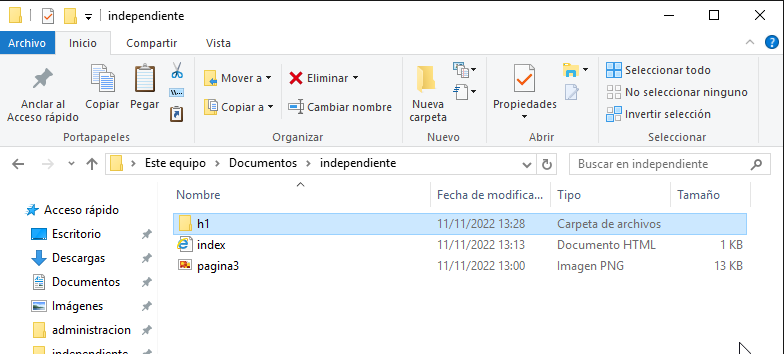 independiente
Archivo Inicio Compartir Vista
Anclar al Acceso rápido
Copiar
Pegar
Portapapeles
Mover a
Copiar a
Eliminar
Cambiar nombre
Organizar
Nueva carpeta
Nuevo
Propiedades
Abrir
Seleccionar todo
No seleccionar ninguno
Invertir selección
Seleccionar
Este equipo > Documentos > independiente
Buscar en independiente
Nombre Fecha de modifica... Tipo Tamaño
Acceso rápido
Escritorio
Descargas
Documentos
Imágenes
administracion
independiente
h1 11/11/2022 13:28 Carpeta de archivos
index 11/11/2022 13:13 Documento HTML 1 KB
pagina3 11/11/2022 13:00 Imagen PNG 13 KB